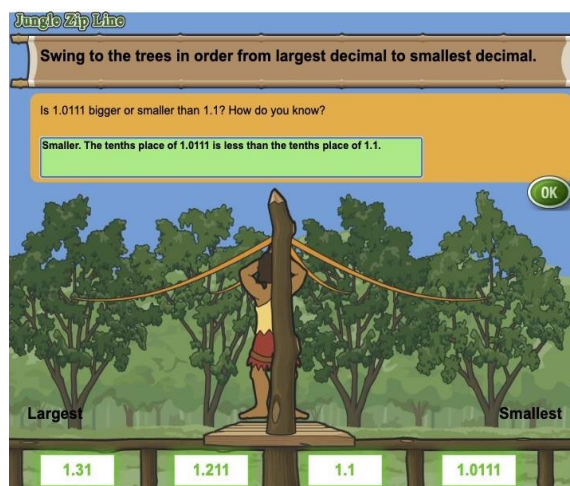 Jungle Zip Line
Swing to the trees in order from largest decimal to smallest decimal.
Is 1.0111 bigger or smaller than 1.1? How do you know?
Smaller. The tenths place of 1.0111 is less than the tenths place of 1.1.
OK
Largest
Smallest
1.31
1.211
1.1
1.0111